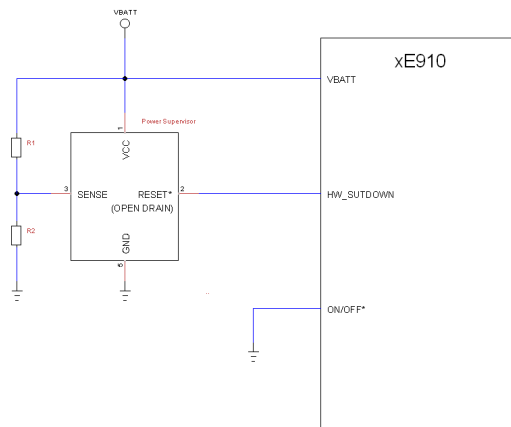 VBATT
xE910
VBATT
Power Supervisor
1
VCC
R1
3
SENSE
RESET*
2
(OPEN DRAIN)
HW_SUTDOWN
R2
GND
5
ON/OFF*